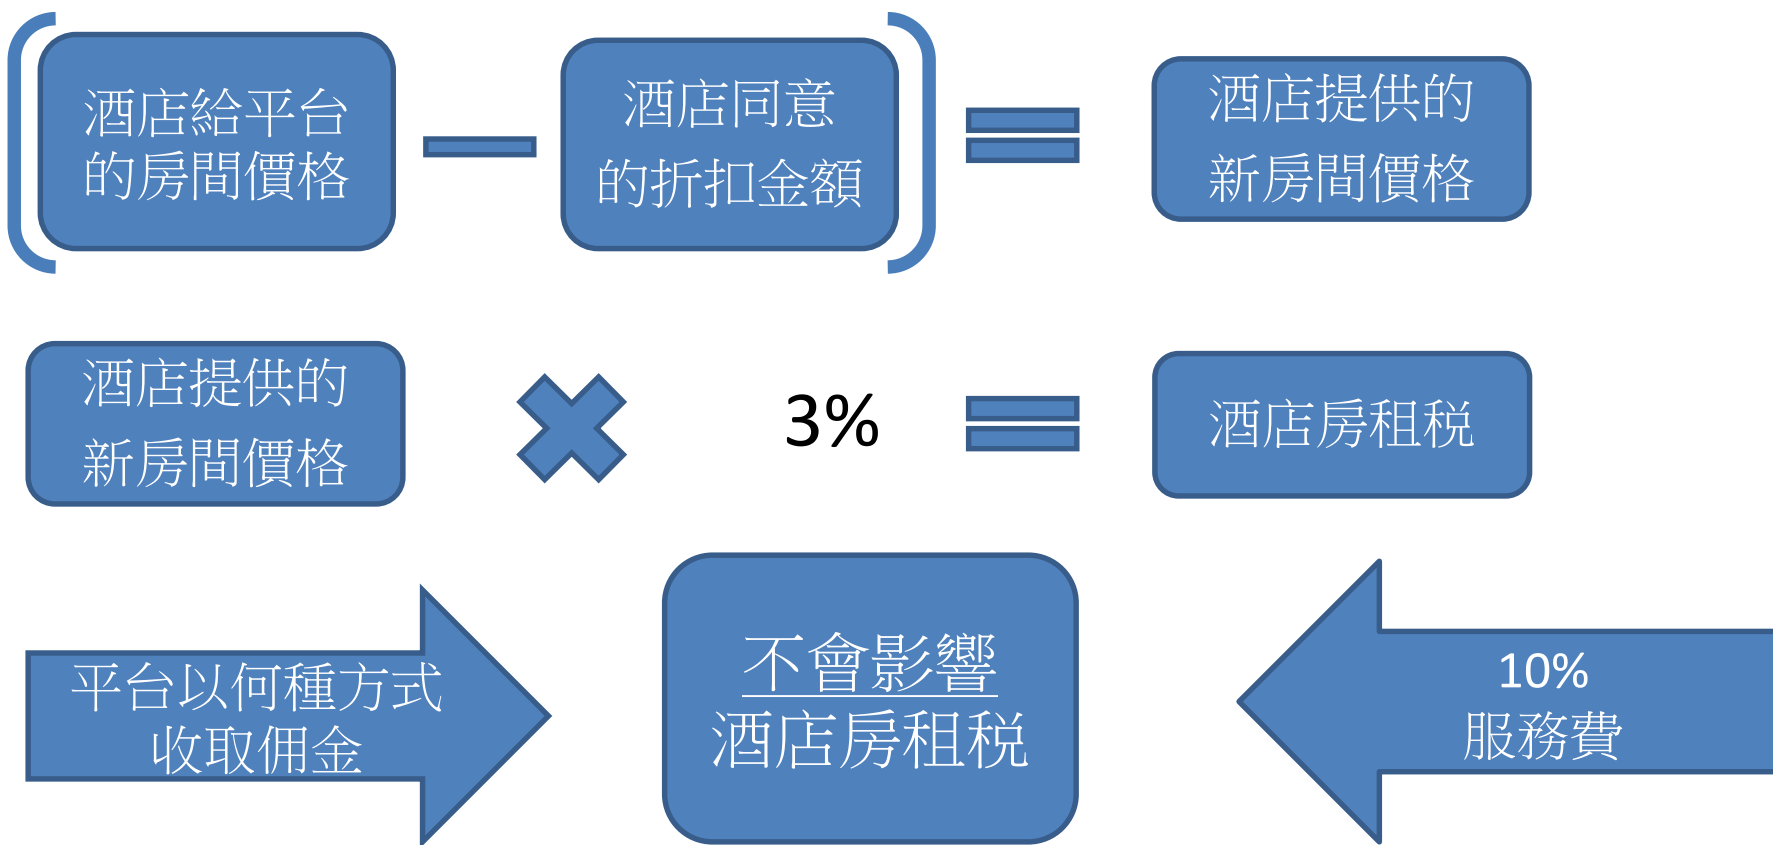 酒店給平台
的房間價格
酒店同意
的折扣金額
酒店提供的
新房間價格
酒店提供的
新房間價格
3%
酒店房租税
平台以何種方式
收取佣金
不會影響
酒店房租税
10%
服務費